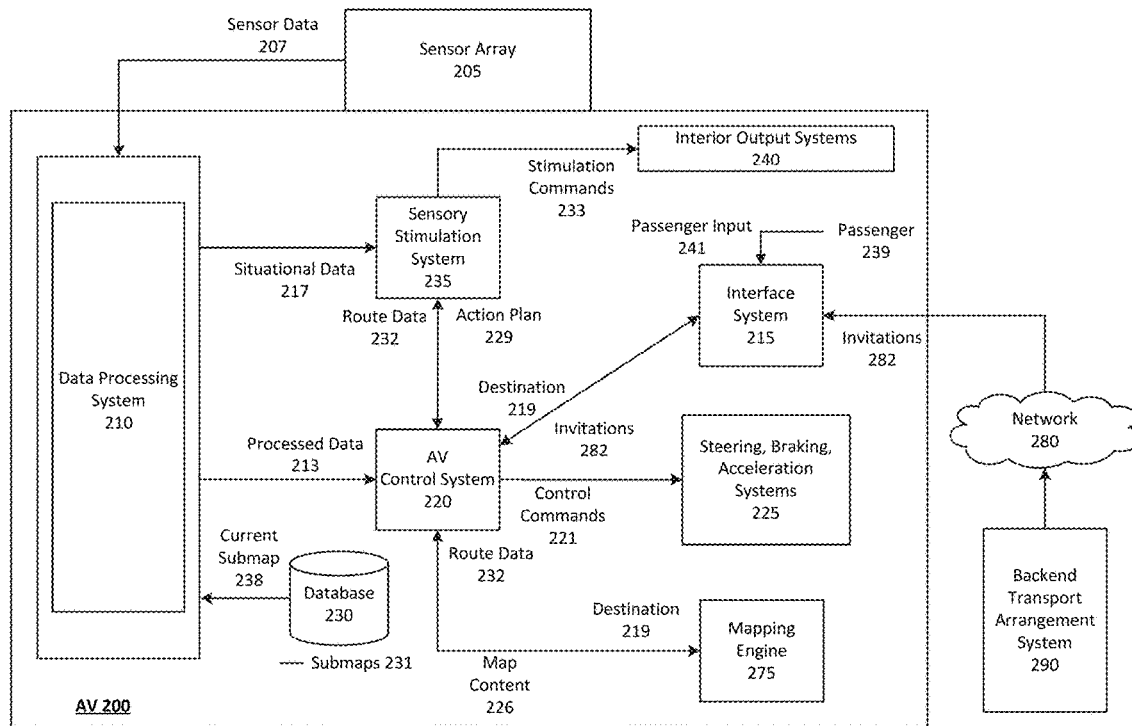 Sensor Data
207
Sensor Array
205
Interior Output Systems
240
Stimulation
Commands
233
Sensory
Stimulation
System
235
Passenger Input
241
Passenger
239
Situational Data
217
Interface
System
215
Route Data
232
Action Plan
229
Invitations
282
Data Processing
System
210
Destination
219
Network
280
Processed Data
213
AV
Control System
220
Invitations
282
Steering, Braking,
Acceleration
Systems
225
Control
Commands
221
Current
Submap
238
Route Data
232
Database
230
Backend
Transport
Arrangement
System
290
Destination
219
Mapping
Engine
275
Submaps 231
Map
Content
226
AV 200